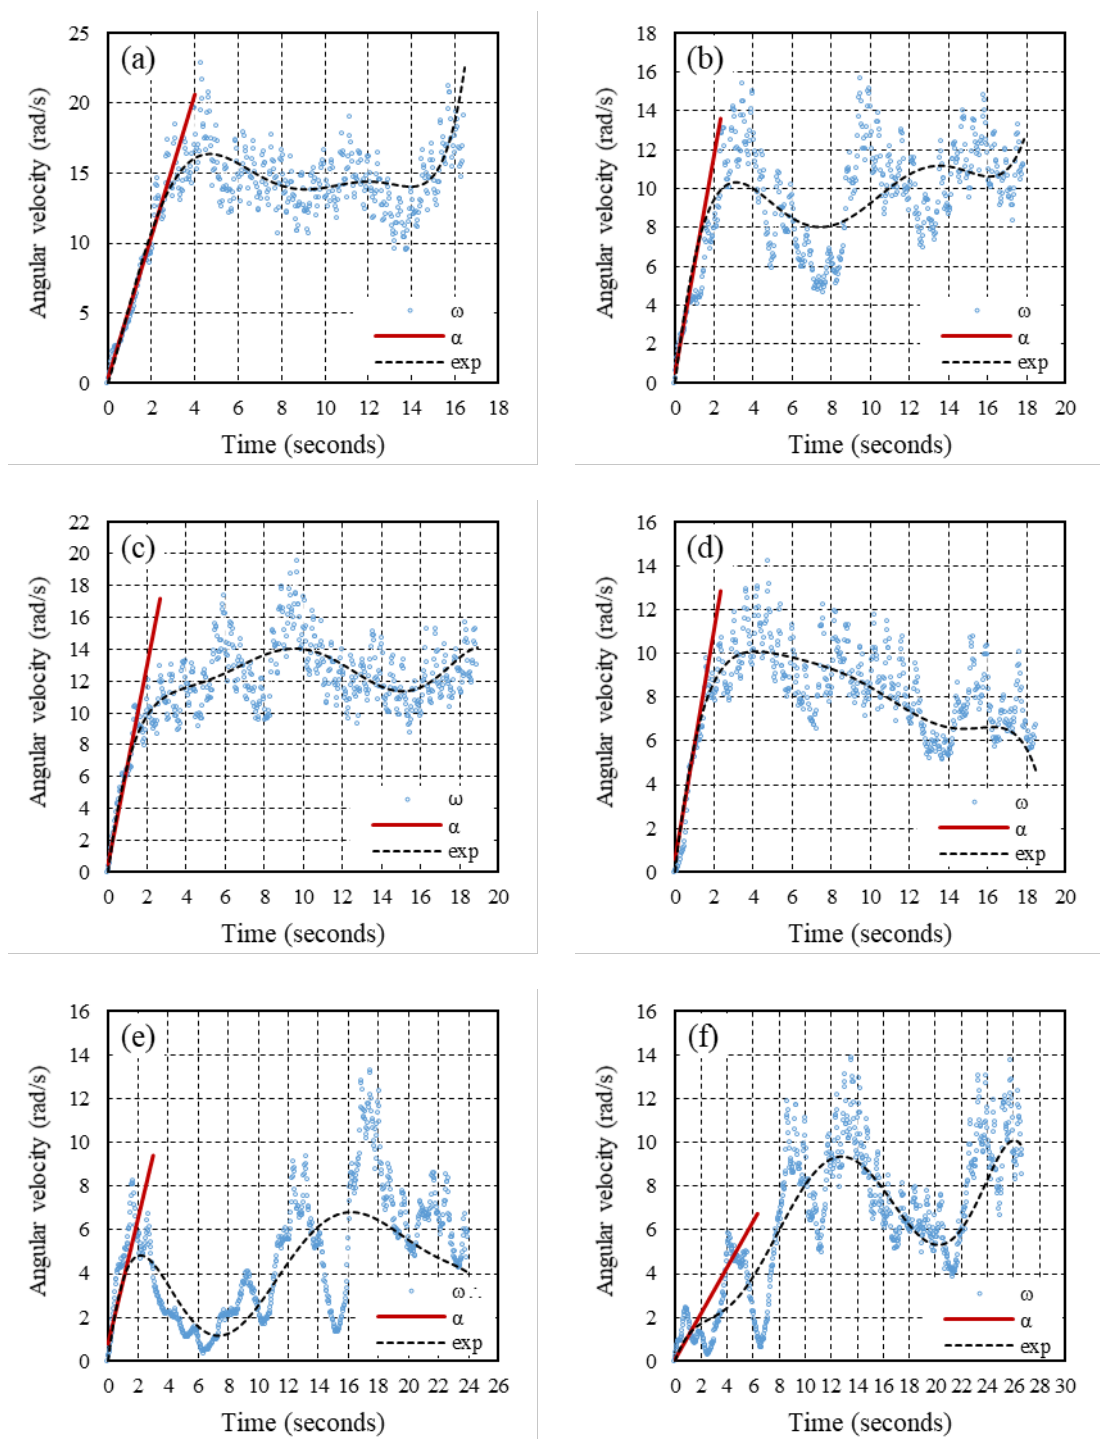 (a)
Angular velocity (rad/s)
25
20
15
10
5
0
0 2 4 6 8 10 12 14 16 18
Time (seconds)
ω
α
exp
(b)
Angular velocity (rad/s)
18
16
14
12
10
8
6
4
2
0
0 2 4 6 8 10 12 14 16 18 20
Time (seconds)
ω
α
exp
(c)
Angular velocity (rad/s)
22
20
18
16
14
12
10
8
6
4
2
0
0 2 4 6 8 10 12 14 16 18 20
Time (seconds)
ω
α
exp
(d)
Angular velocity (rad/s)
16
14
12
10
8
6
4
2
0
0 2 4 6 8 10 12 14 16 18 20
Time (seconds)
ω
α
exp
(e)
Angular velocity (rad/s)
16
14
12
10
8
6
4
2
0
0 2 4 6 8 10 12 14 16 18 20 22 24 26
Time (seconds)
ω
α
exp
(f)
Angular velocity (rad/s)
16
14
12
10
8
6
4
2
0
0 2 4 6 8 10 12 14 16 18 20 22 24 26 28 30
Time (seconds)
ω
α
exp